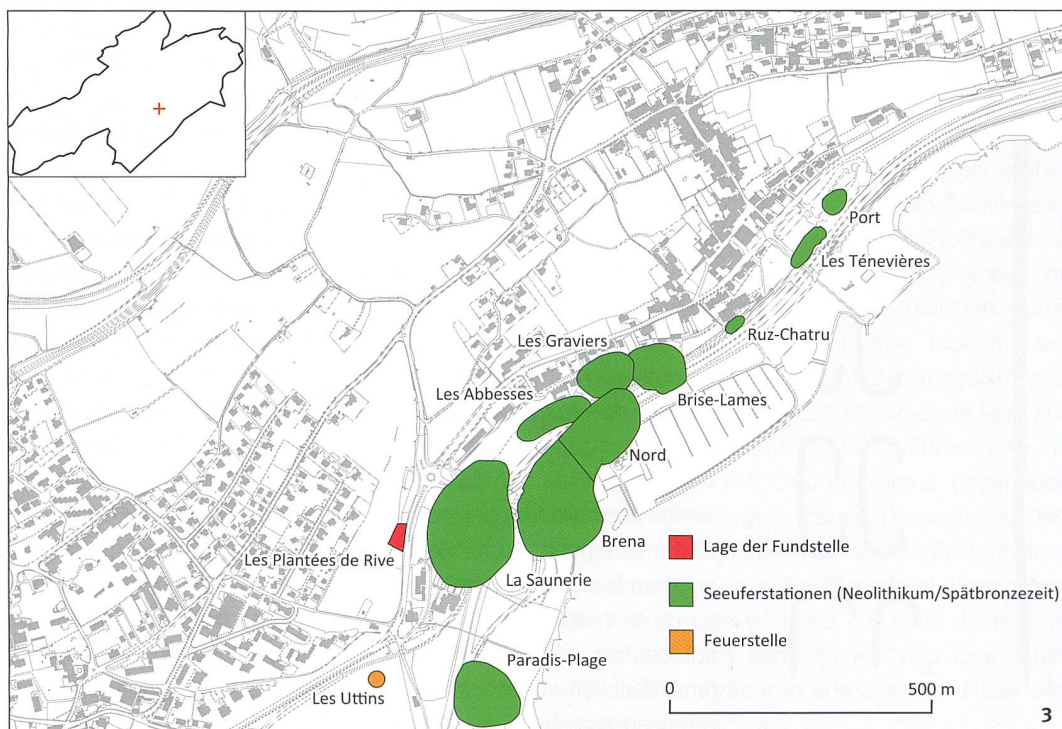 Port
Les Ténevières
Ruz-Chatru
Les Graviers
Les Abbesses
Brise-Lames
Nord
Brena
Les Plantées de Rive
La Saunerie
Paradis-Plage
Les Uttins
Lage der Fundstelle
Seeuferstationen (Neolithikum/Spätbronzezeit)
Feuerstelle
0 500 m
3